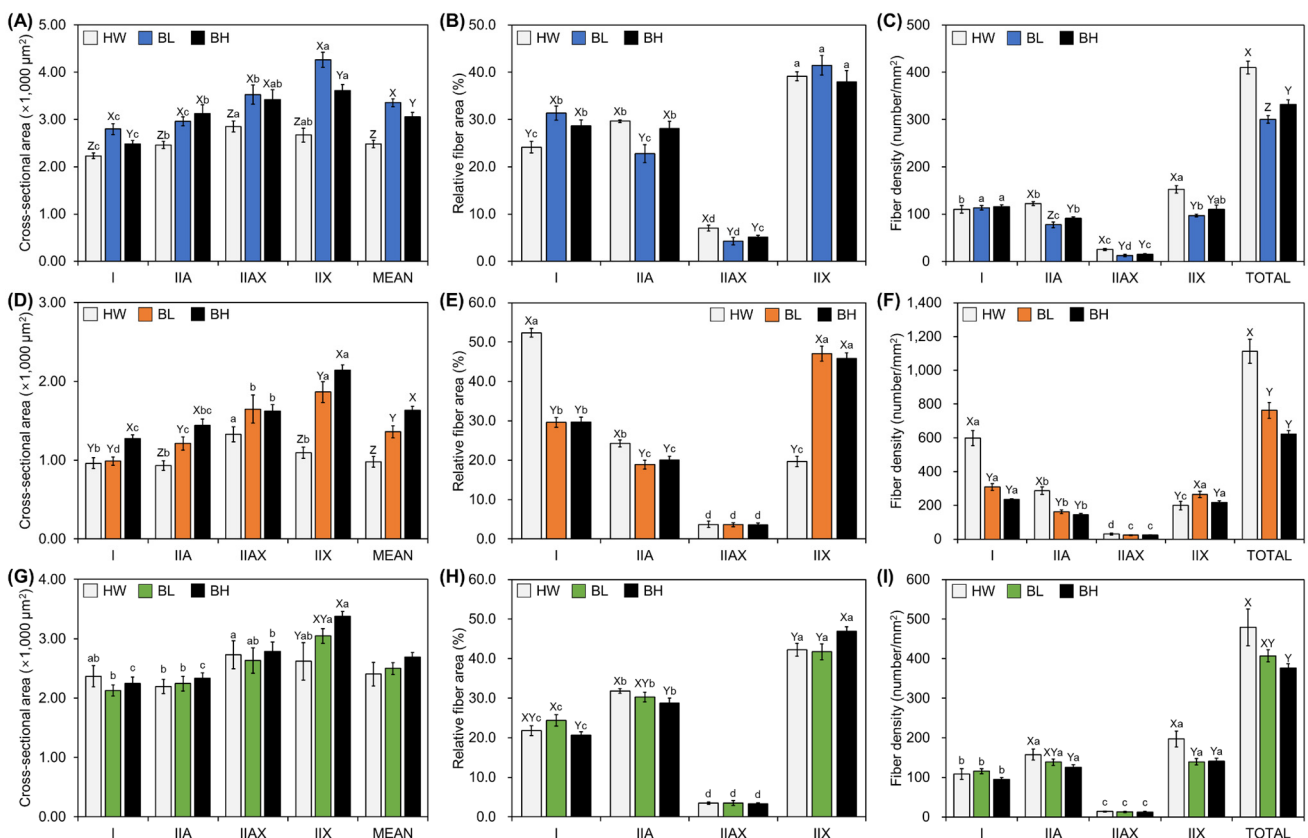 (A)
Cross-sectional area (×1,000 μm²)
5.00
4.00
3.00
2.00
1.00
0.00
HW BL BH
Zc Xc Yc
Zb Xc Xb
Za Xb Xab
Zab Xa Ya
Z X Y
I IIA IIAX IIX MEAN
(B)
Relative fiber area (%)
50.0
40.0
30.0
20.0
10.0
0.0
HW BL BH
Yc Xb Xb
Xb Yc Xb
Xd Yd Yc
a a a
I IIA IIAX IIX
(C)
Fiber density (number/mm²)
500
400
300
200
100
0
HW BL BH
b a a
Xb Zc Yb
Xc Yd Yc
Xa Yb Yab
X Z Y
I IIA IIAX IIX TOTAL
(D)
Cross-sectional area (×1,000 μm²)
3.00
2.00
1.00
0.00
HW BL BH
Yb Yd Xc
Zb Yc Xbc
a b b
Zb Ya Xa
Z Y X
I IIA IIAX IIX MEAN
(E)
Relative fiber area (%)
60.0
50.0
40.0
30.0
20.0
10.0
0.0
HW BL BH
Xa Yb Yb
Xb Yc Yc
d d d
Yc Xa Xa
I IIA IIAX IIX
(F)
Fiber density (number/mm²)
1,400
1,200
1,000
800
600
400
200
0
HW BL BH
Xa Ya Ya
Xb Yb Yb
d c c
Yc Xa Ya
X Y Y
I IIA IIAX IIX TOTAL
(G)
Cross-sectional area (×1,000 μm²)
4.00
3.00
2.00
1.00
0.00
HW BL BH
ab b b
b b c
a ab b
Yab XYa Xa
I IIA IIAX IIX MEAN
(H)
Relative fiber area (%)
60.0
50.0
40.0
30.0
20.0
10.0
0.0
HW BL BH
XYc Xc Yc
Xb XYb Yb
d d d
Ya Ya Xa
I IIA IIAX IIX
(I)
Fiber density (number/mm²)
600
500
400
300
200
100
0
HW BL BH
b b b
Xa XYa Ya
c c c
Xa Ya Ya
X XY Y
I IIA IIAX IIX TOTAL